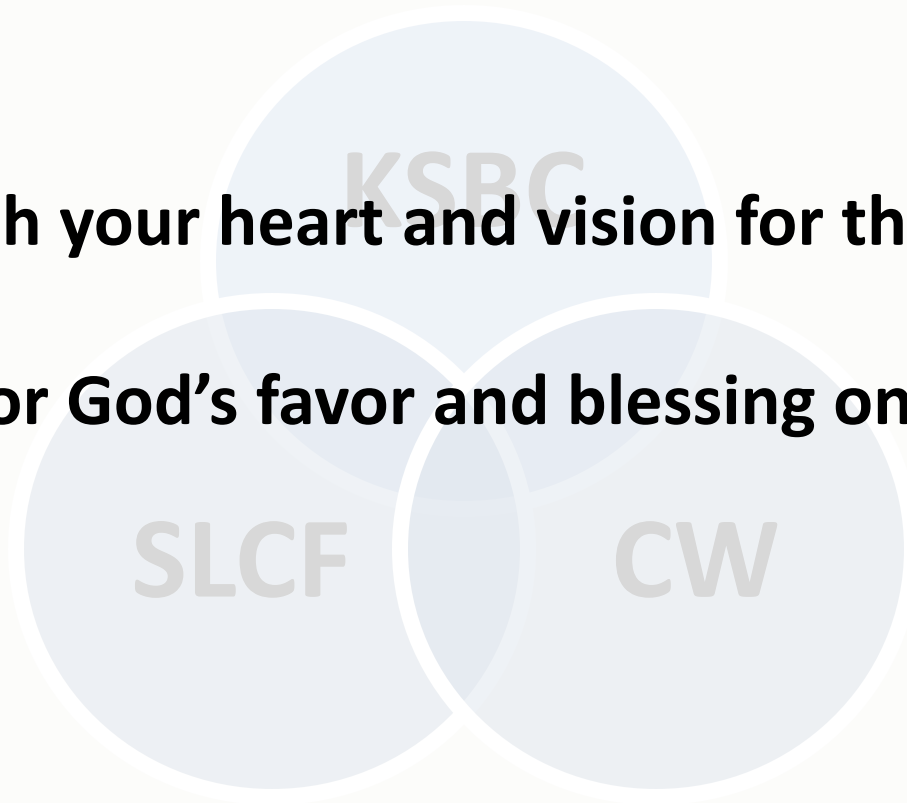 KSBC
h your heart and vision for th
or God’s favor and blessing on
SLCF CW